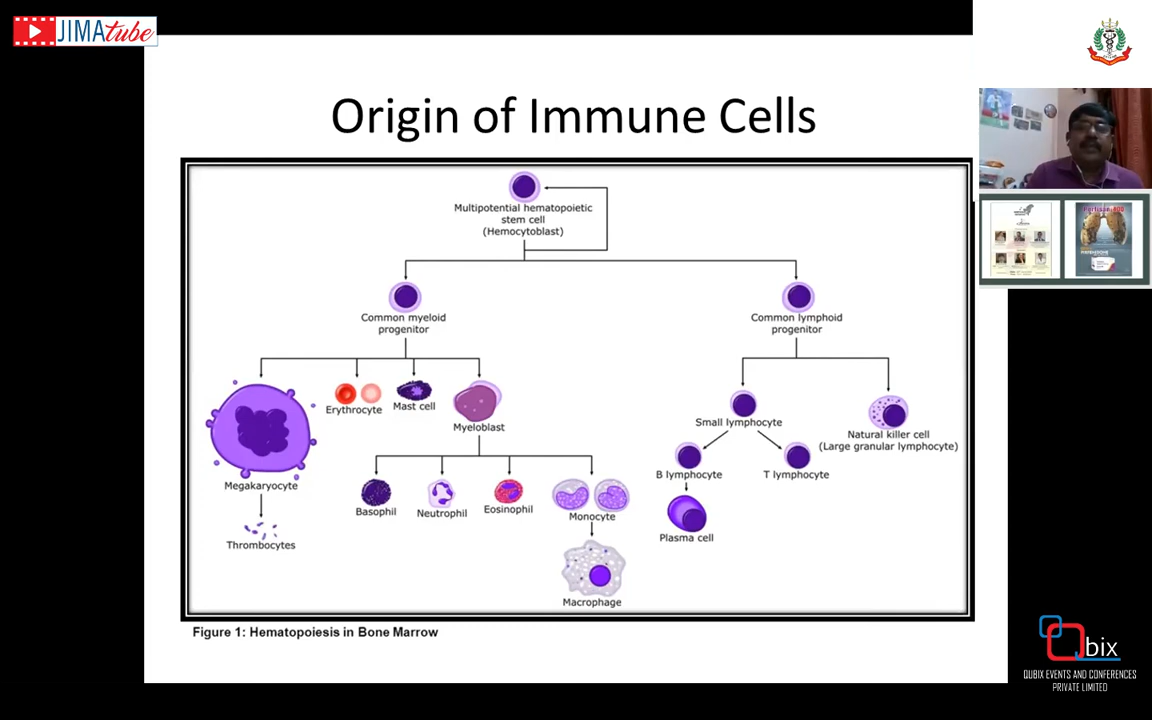 JIMAtube
Origin of Immune Cells
Multipotential hematopoietic
stem cell
(Hemocytoblast)
Common myeloid
progenitor
Common lymphoid
progenitor
Erythrocyte
Mast cell
Myeloblast
Small lymphocyte
Natural killer cell
(Large granular lymphocyte)
B lymphocyte
T lymphocyte
Megakaryocyte
Basophil
Neutrophil
Eosinophil
Monocyte
Plasma cell
Thrombocytes
Macrophage
Figure 1: Hematopoiesis in Bone Marrow
Qbix
QUBIX EVENTS AND CONFERENCES
PRIVATE LIMITED